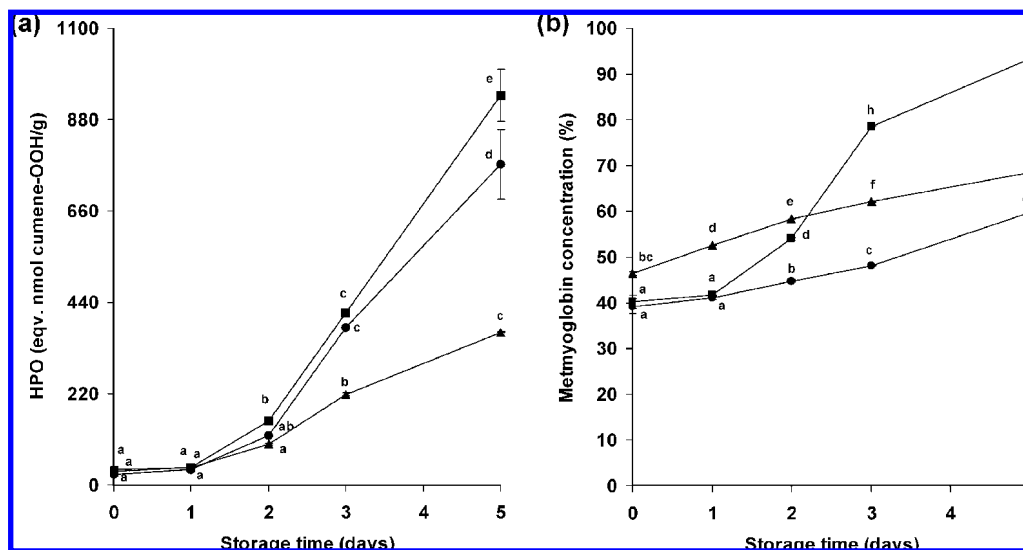 (a)
1100
880
660
440
220
0
HPO (eqv. nmol cumene-OOH/g)
e
d
c
c
c
b
b
ab
a
a
a
a
a
a
a
0 1 2 3 4 5
Storage time (days)
(b)
100
90
80
70
60
50
40
30
20
10
0
Metmyoglobin concentration (%)
h
f
e
d
d
c
b
bc
a
a
a
a
0 1 2 3 4
Storage time (days)